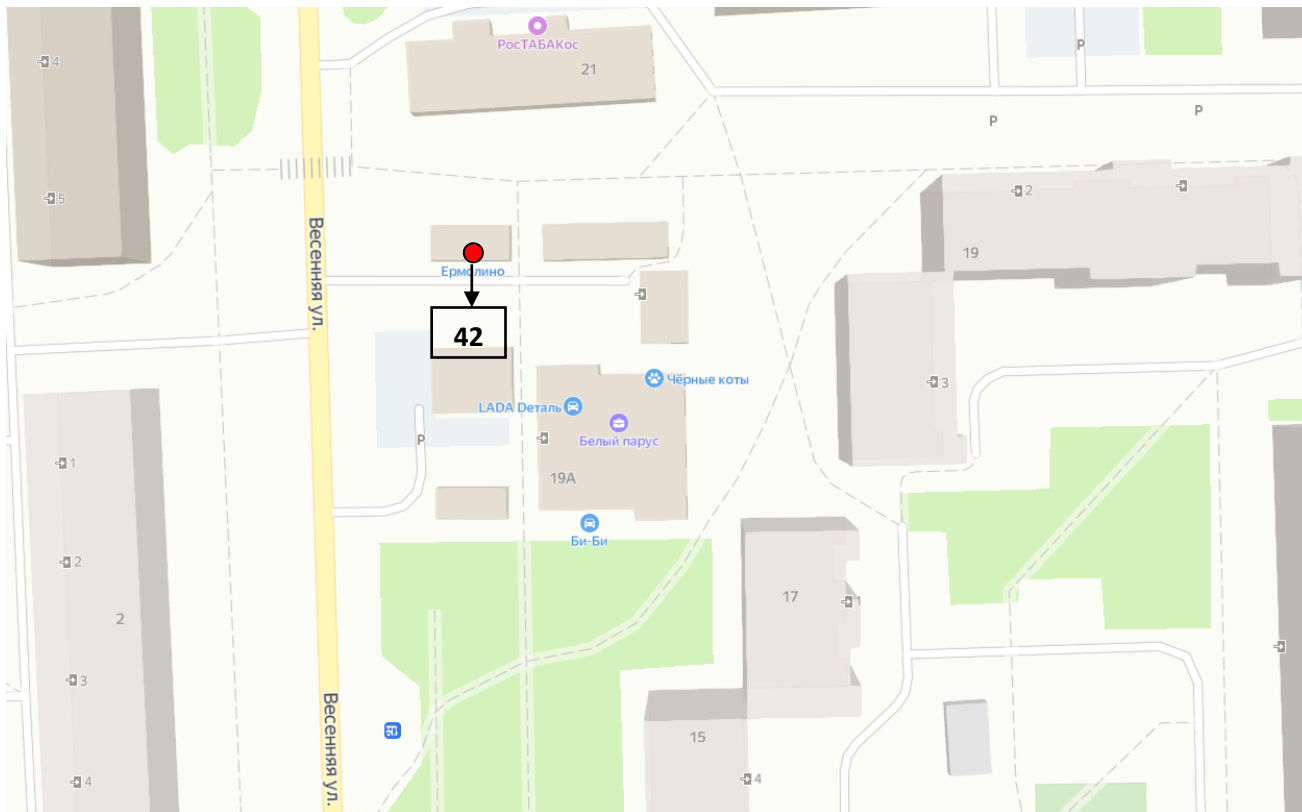 РосТАБАКос
21
4
P
P
P
5
2
19
Весенняя ул.
Ермолино
42
3
Чёрные коты
LADA Dеталь
Белый парус
P
19А
1
Би-Би
2
17
1
2
3
Весенняя ул.
15
4
4